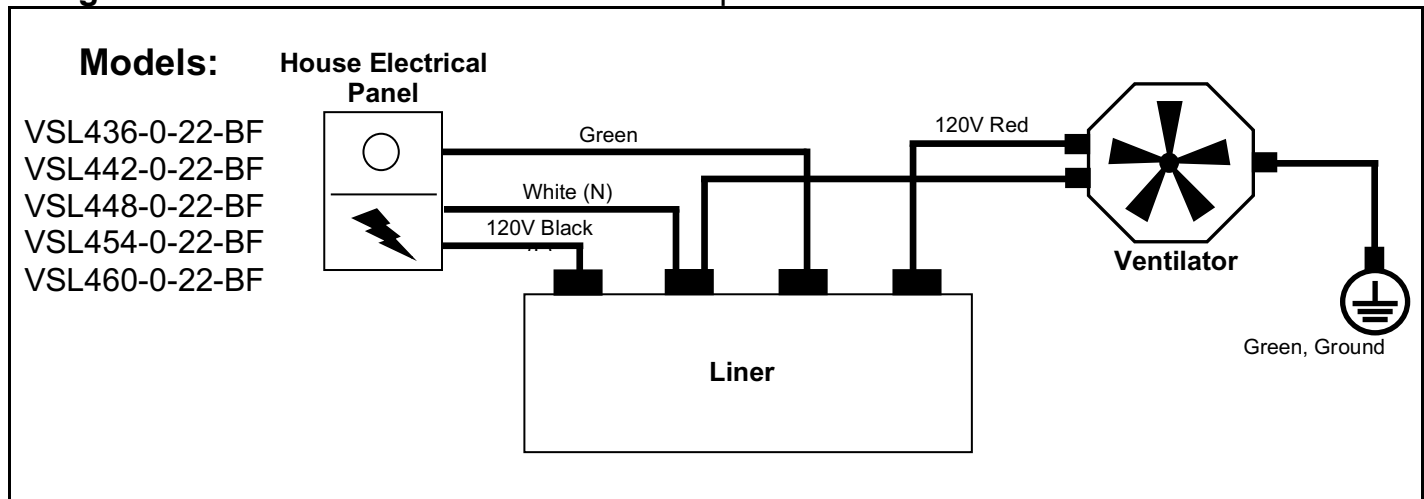 Models:
VSL436-0-22-BF
VSL442-0-22-BF
VSL448-0-22-BF
VSL454-0-22-BF
VSL460-0-22-BF
House Electrical
Panel
Green
White (N)
120V Black
120V Red
Ventilator
Green, Ground
Liner